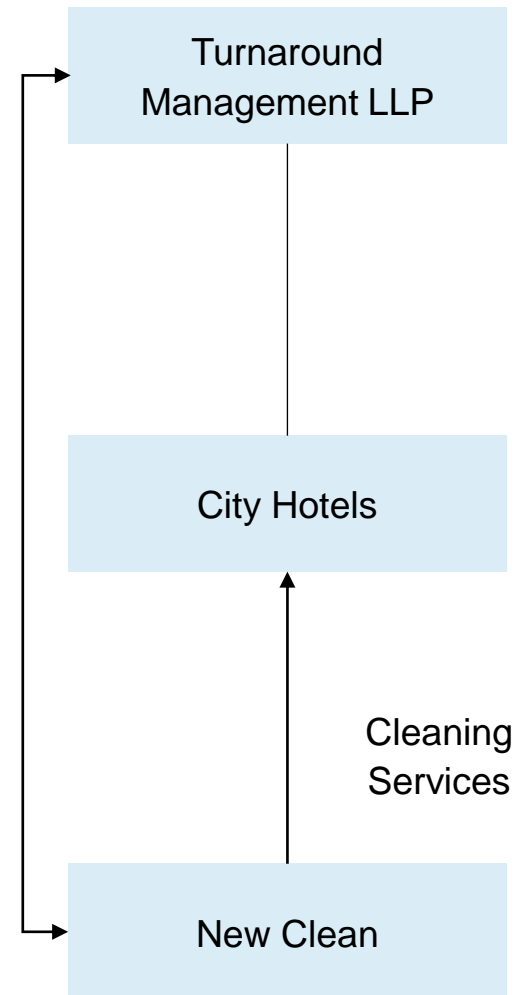 Turnaround
Management LLP
City Hotels
Cleaning
Services
New Clean